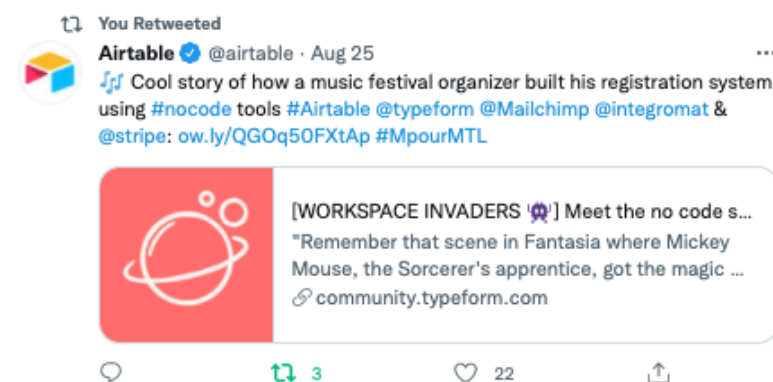 You Retweeted
Airtable @airtable · Aug 25
🎶 Cool story of how a music festival organizer built his registration system
using #nocode tools #Airtable @typeform @Mailchimp @integromat &
@stripe: ow.ly/QGOq50FXtAp #MpourMTL
[WORKSPACE INVADERS 👾] Meet the no code s...
"Remember that scene in Fantasia where Mickey
Mouse, the Sorcerer's apprentice, got the magic ...
community.typeform.com
3 22